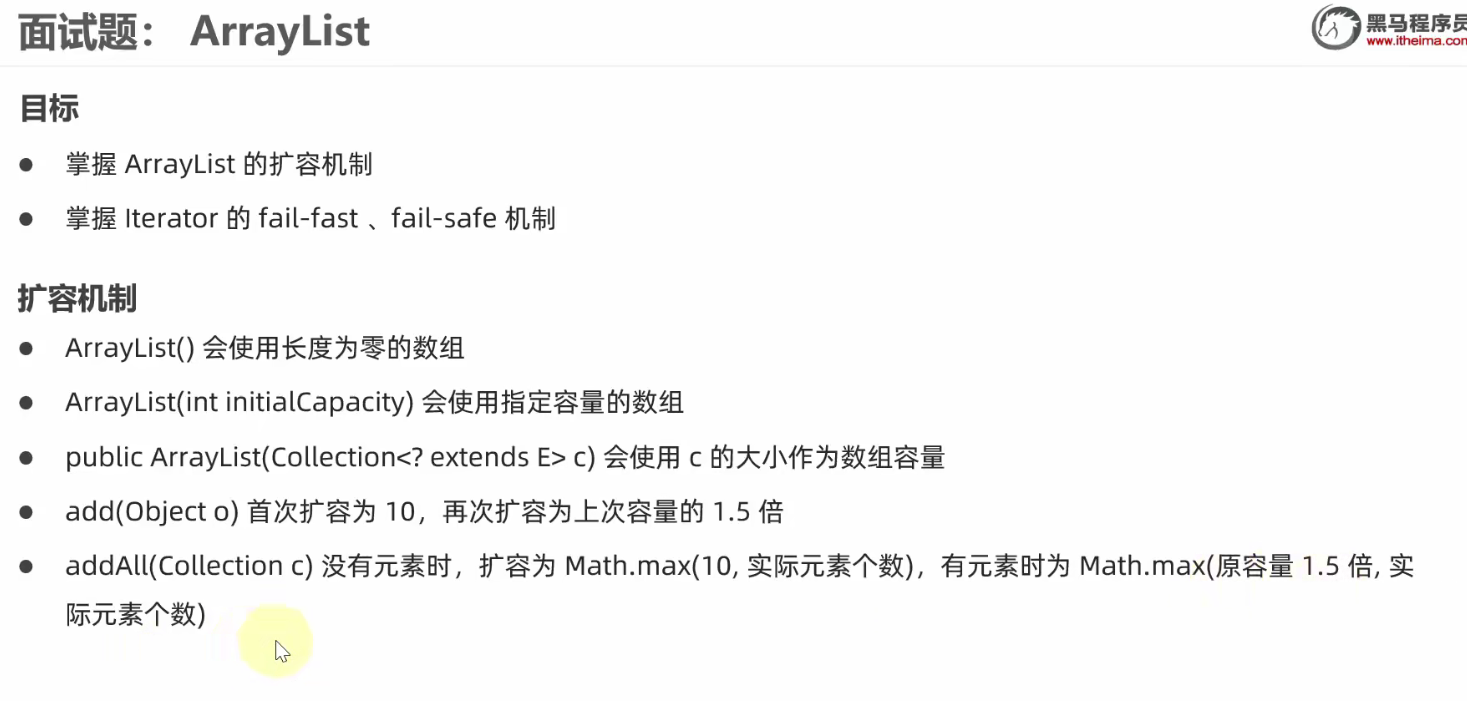 面试题： ArrayList
黑马程序员
www.itheima.com
目标
● 掌握 ArrayList 的扩容机制
● 掌握 Iterator 的 fail-fast 、fail-safe 机制
扩容机制
● ArrayList() 会使用长度为零的数组
● ArrayList(int initialCapacity) 会使用指定容量的数组
● public ArrayList(Collection<? extends E> c) 会使用 c 的大小作为数组容量
● add(Object o) 首次扩容为 10，再次扩容为上次容量的 1.5 倍
● addAll(Collection c) 没有元素时，扩容为 Math.max(10, 实际元素个数)，有元素时为 Math.max(原容量 1.5 倍, 实
际元素个数)